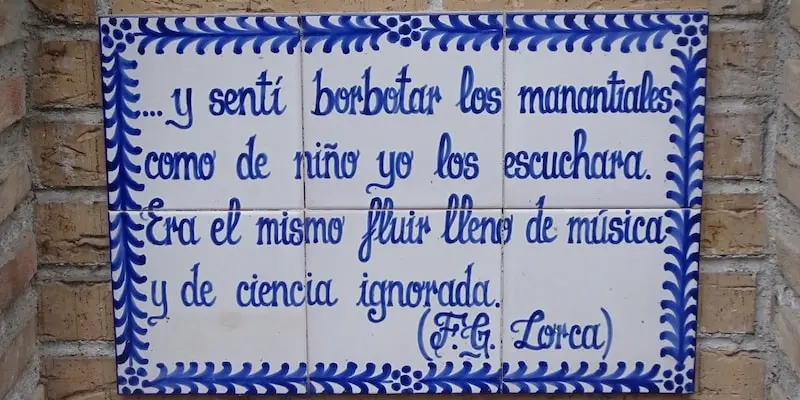 ...y sentí borbotar los manantiales
como de niño yo los escuchara.
Era el mismo fluir lleno de música
y de ciencia ignorada.
(F.G. Lorca)